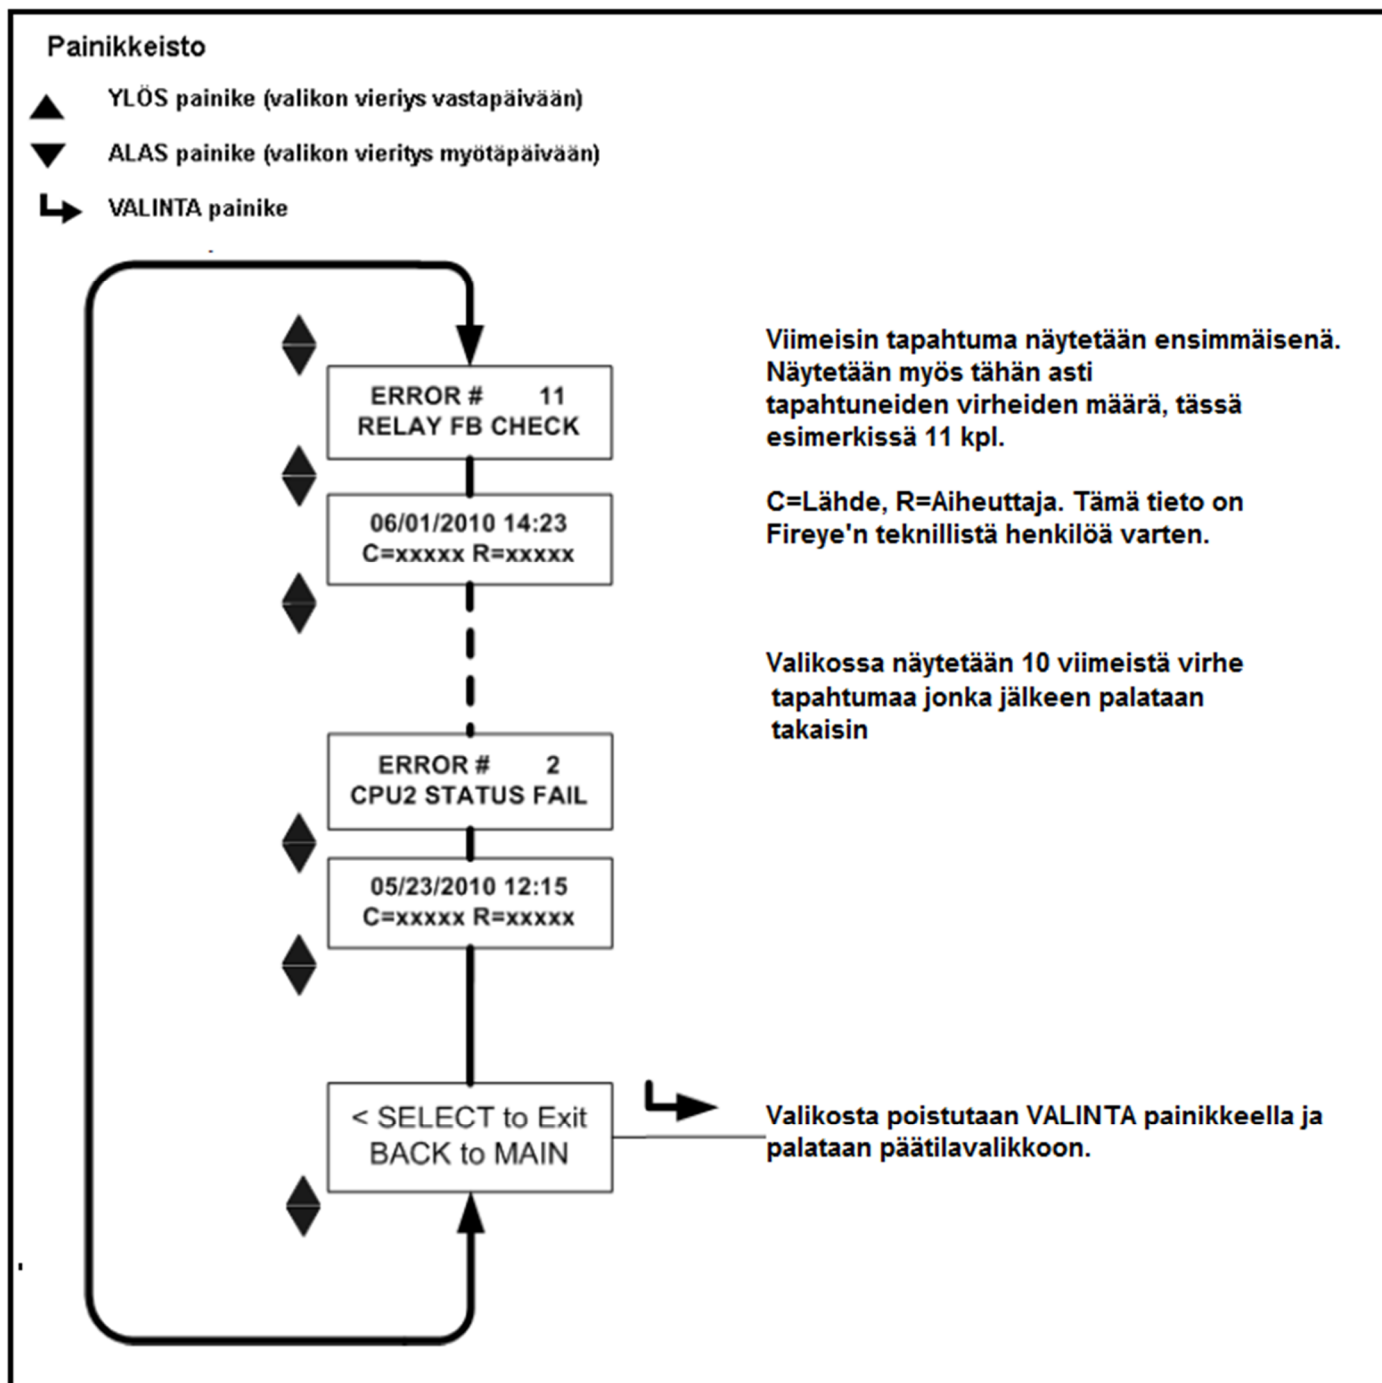 Painikkeisto
YLÖS painike (valikon vieriys vastapäivään)
ALAS painike (valikon vieritys myötäpäivään)
VALINTA painike
ERROR # 11
RELAY FB CHECK
06/01/2010 14:23
C=xxxxx R=xxxxx
Viimeisin tapahtuma näytetään ensimmäisenä.
Näytetään myös tähän asti
tapahtuneiden virheiden määrä, tässä
esimerkissä 11 kpl.
C=Lähde, R=Aiheuttaja. Tämä tieto on
Fireye'n teknillistä henkilöä varten.
Valikossa näytetään 10 viimeistä virhe
tapahtumaa jonka jälkeen palataan
takaisin
ERROR # 2
CPU2 STATUS FAIL
05/23/2010 12:15
C=xxxxx R=xxxxx
< SELECT to Exit
BACK to MAIN
Valikosta poistutaan VALINTA painikkeella ja
palataan päätilavalikkoon.